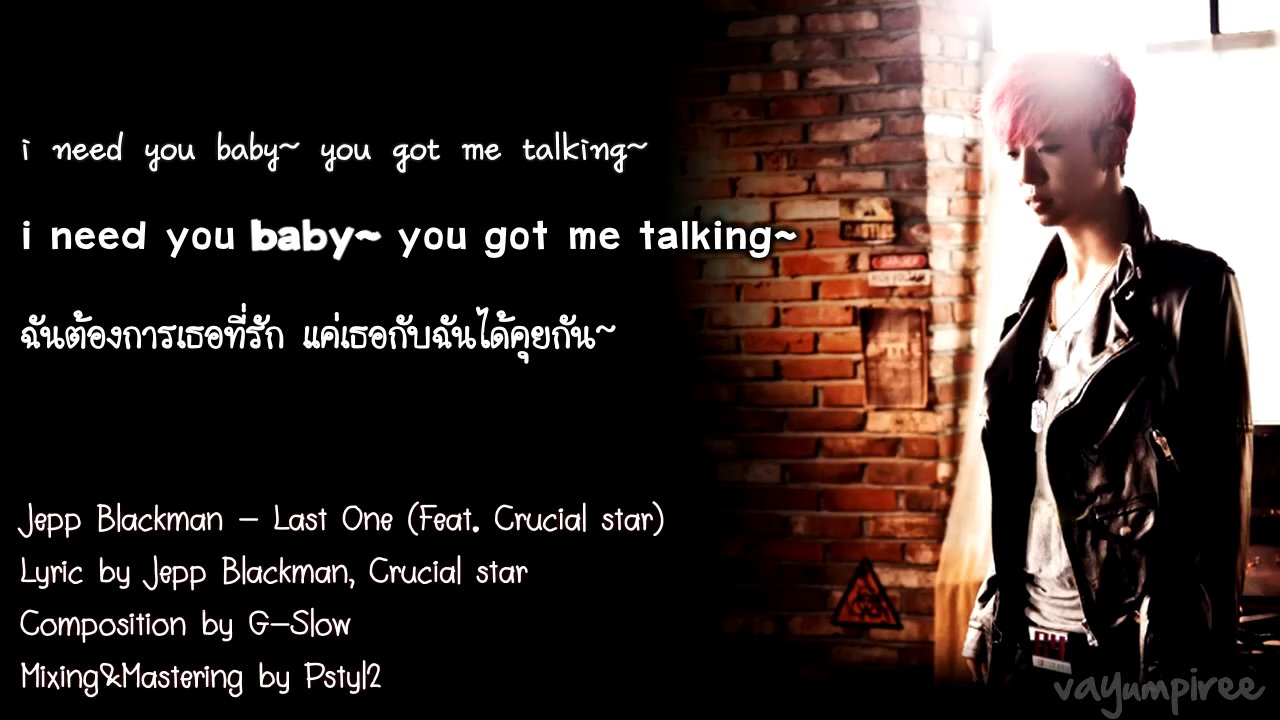 i need you baby~ you got me talking~
i need you baby~ you got me talking~
ฉันต้องการเธอที่รัก แค่เธอกับฉันได้คุยกัน~
Jepp Blackman - Last One (Feat. Crucial star)
Lyric by Jepp Blackman, Crucial star
Composition by G-Slow
Mixing&Mastering by Pstyl2
vayumpiree